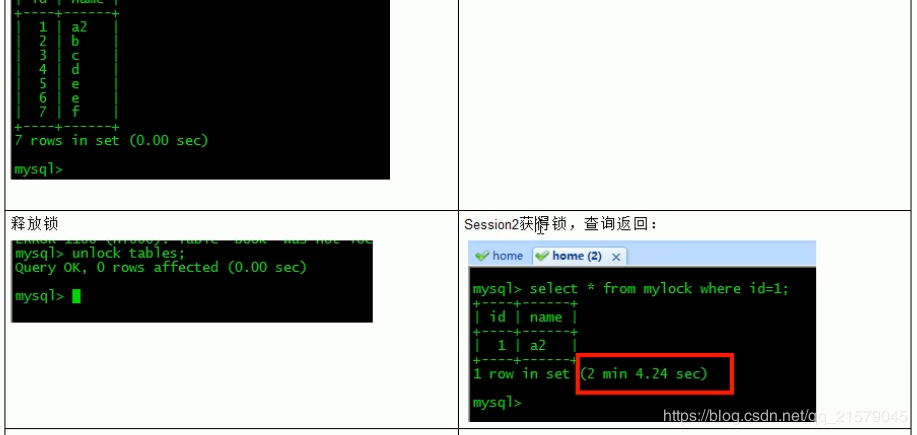 | id | name |
+----+------+
| 1 | a2 |
| 2 | b |
| 3 | c |
| 4 | d |
| 5 | e |
| 6 | e |
| 7 | f |
+----+------+
7 rows in set (0.00 sec)
mysql>
释放锁
mysql> unlock tables;
Query OK, 0 rows affected (0.00 sec)
mysql>
Session2获得锁，查询返回：
home home (2)
mysql> select * from mylock where id=1;
+----+------+
| id | name |
+----+------+
| 1 | a2 |
+----+------+
1 row in set (2 min 4.24 sec)
mysql>
https://blog.csdn.net/qq_21579045